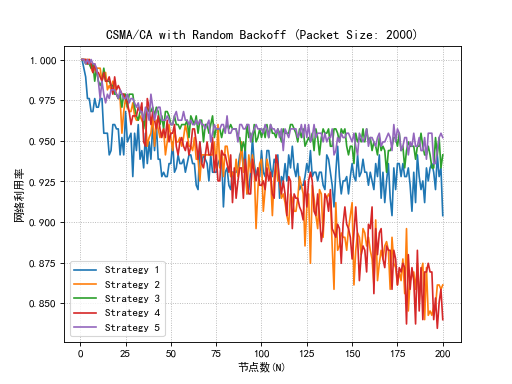 CSMA/CA with Random Backoff (Packet Size: 2000)
网络利用率
1.000
0.975
0.950
0.925
0.900
0.875
0.850
Strategy 1
Strategy 2
Strategy 3
Strategy 4
Strategy 5
0 25 50 75 100 125 150 175 200
节点数(N)